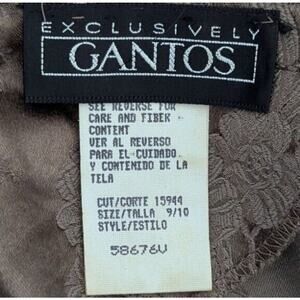 EXCLUSIVELY
GANTOS
SEE REVERSE FOR
CARE AND FIBER
CONTENT
VER AL REVERSO
PARA EL CUIDADO
Y CONTENIDO DE LA
TELA
CUT/CORTE 15944
SIZE/TALLA 9/10
STYLE/ESTILO
58676V